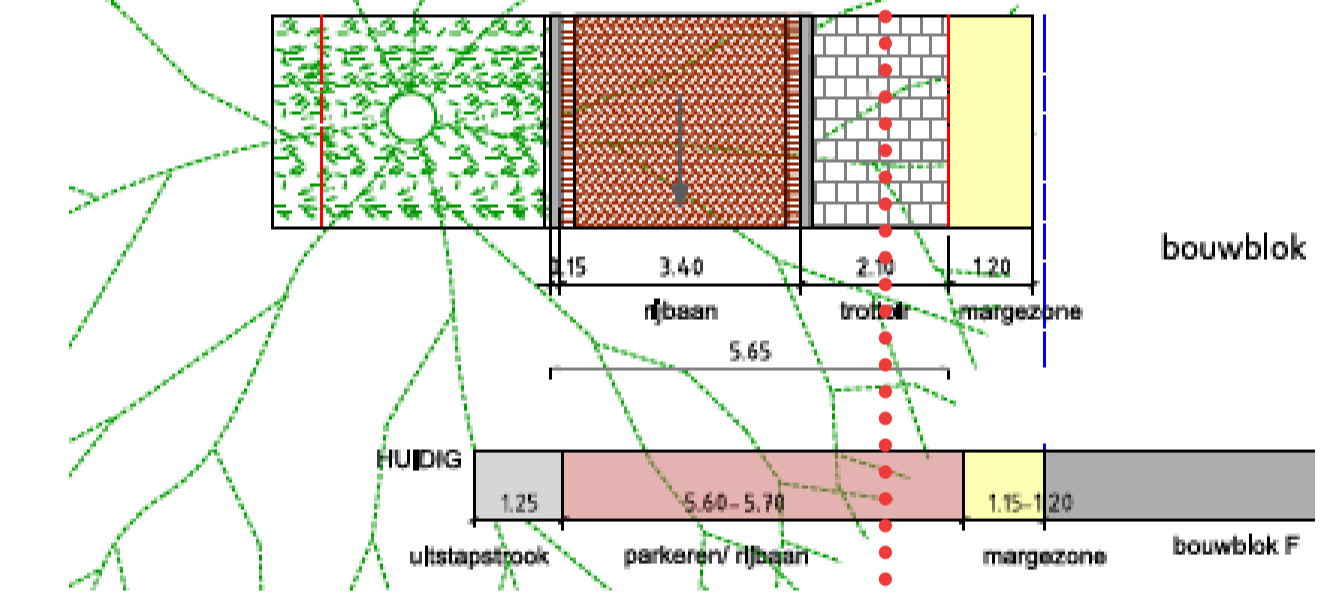 bouwblok
.15 3.40 2.10 1.20
rijbaan trottoir margezone
5.65
HUIDIG
1.25 5.60-5.70 1.15-1.20
uitstapstrook parkeren/ rijbaan margezone bouwblok F